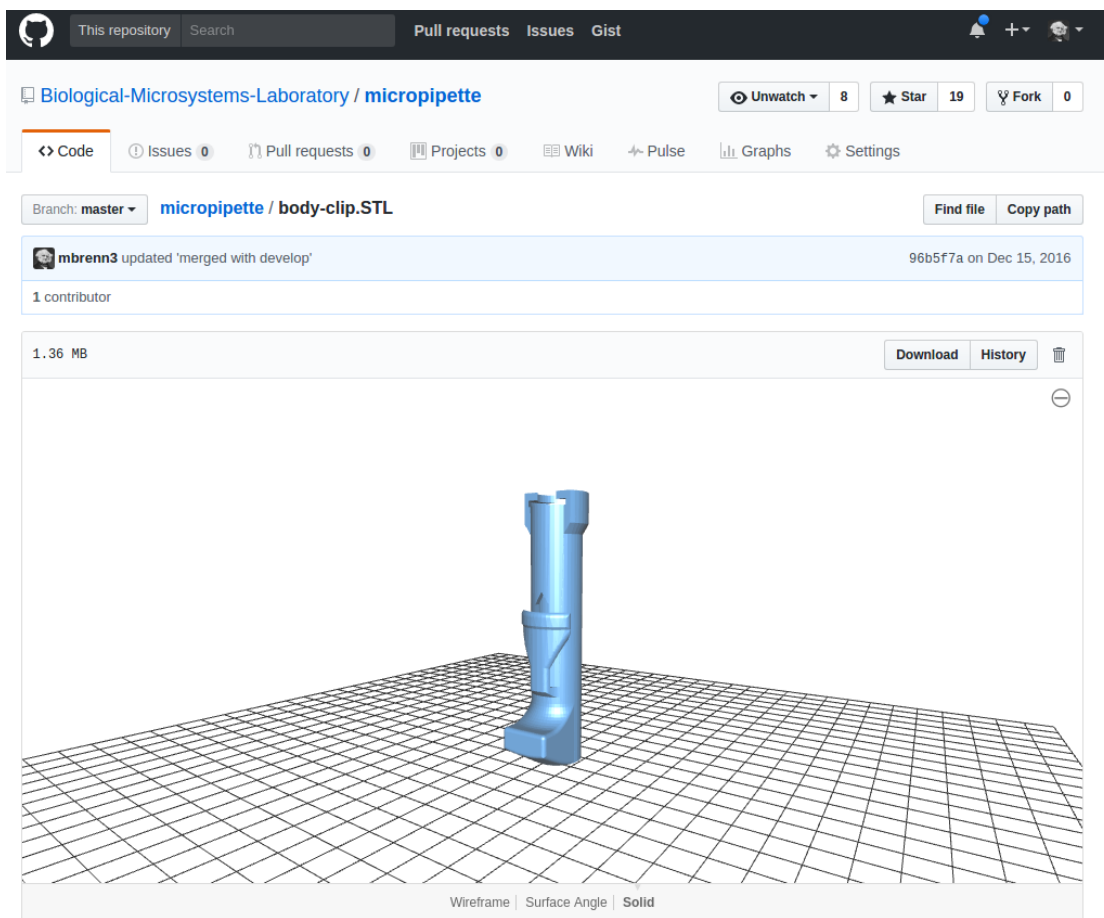 This repository Search Pull requests Issues Gist
Biological-Microsystems-Laboratory / micropipette Unwatch 8 Star 19 Fork 0
Code Issues 0 Pull requests 0 Projects 0 Wiki Pulse Graphs Settings
Branch: master micropipette / body-clip.STL Find file Copy path
mbrenn3 updated 'merged with develop' 96b5f7a on Dec 15, 2016
1 contributor
1.36 MB Download History
Wireframe Surface Angle Solid